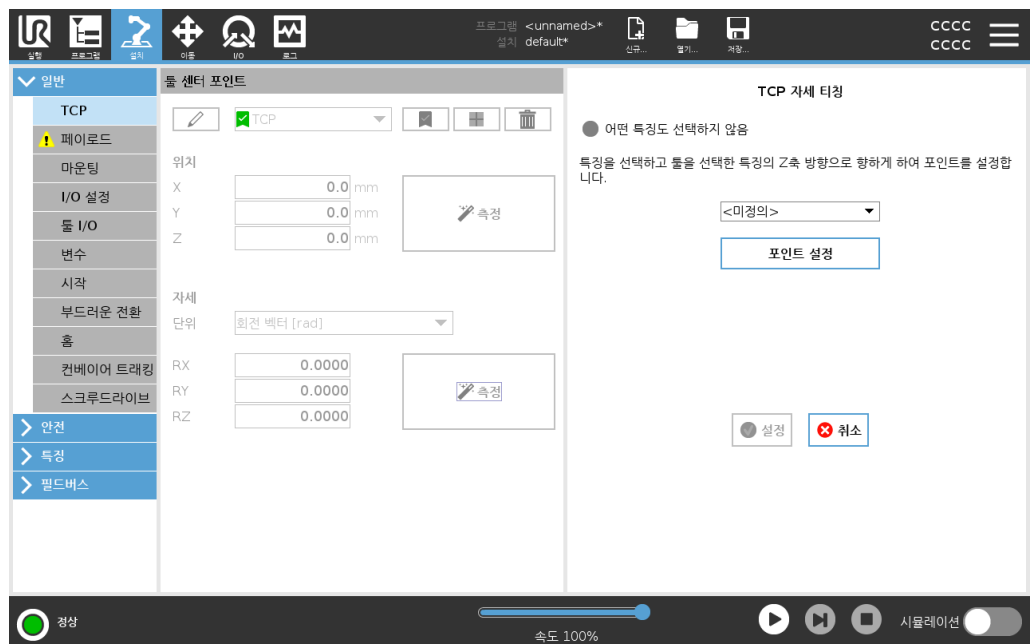 UR
실행
프로그램
설치
이동
I/O
로그
프로그램 <unnamed>*
설치 default*
신규...
열기...
저장...
CCCC
CCCC
일반
TCP
페이로드
마운팅
I/O 설정
툴 I/O
변수
시작
부드러운 전환
홈
컨베이어 트래킹
스크루드라이브
안전
특징
필드버스
툴 센터 포인트
TCP
위치
X 0.0 mm
Y 0.0 mm
Z 0.0 mm
측정
자세
단위 회전 벡터 [rad]
RX 0.0000
RY 0.0000
RZ 0.0000
측정
TCP 자세 티칭
어떤 특징도 선택하지 않음
특징을 선택하고 툴을 선택한 특징의 Z축 방향으로 향하게 하여 포인트를 설정합
니다.
<미정의>
포인트 설정
설정
취소
정상
속도 100%
시뮬레이션